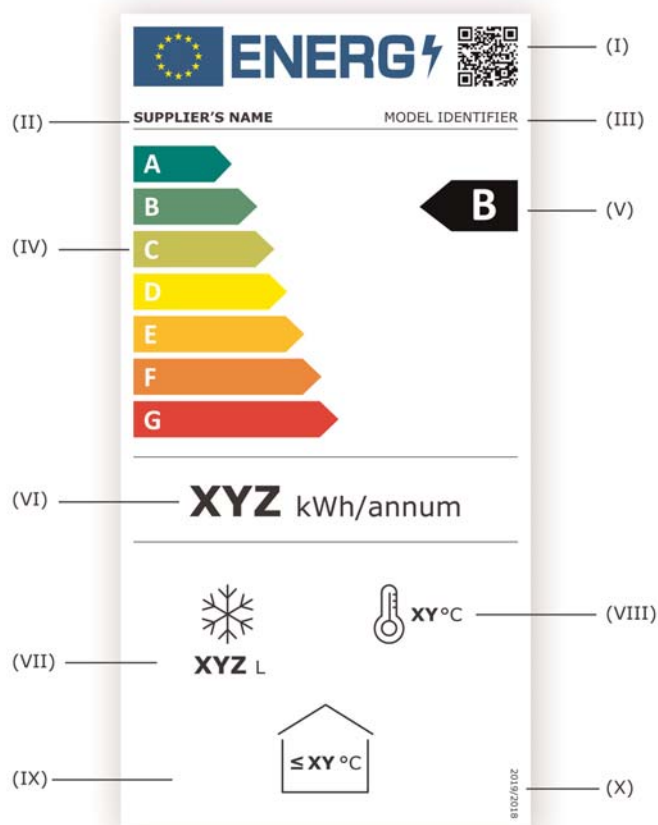 ENERG (I)
(II) SUPPLIER'S NAME MODEL IDENTIFIER (III)
A
B B (V)
(IV) C
D
E
F
G
(VI) XYZ kWh/annum
XY °C (VIII)
(VII) XYZ L
≤ XY °C
(IX) 2019/2018 (X)